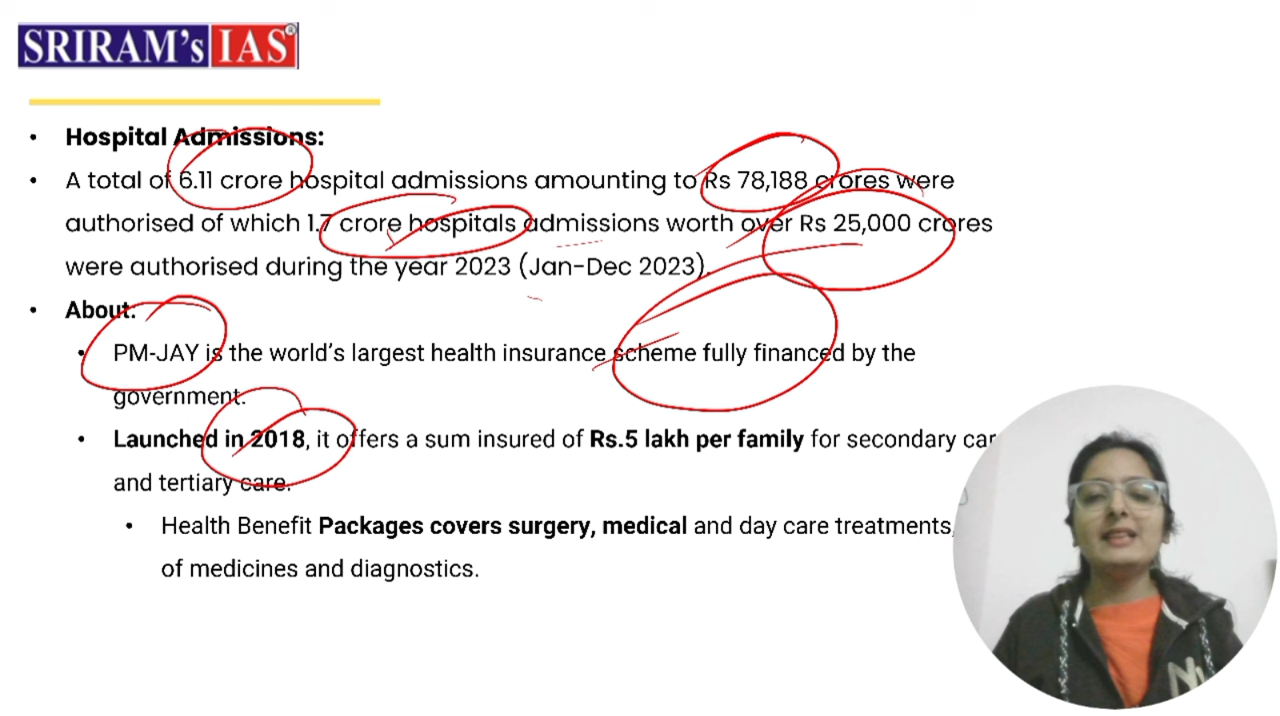 SRIRAM's IAS®
• Hospital Admissions:
• A total of 6.11 crore hospital admissions amounting to Rs 78,188 crores were
authorised of which 1.7 crore hospitals admissions worth over Rs 25,000 crores
were authorised during the year 2023 (Jan-Dec 2023).
• About:
• PM-JAY is the world's largest health insurance scheme fully financed by the
government.
• Launched in 2018, it offers a sum insured of Rs.5 lakh per family for secondary car
and tertiary care.
• Health Benefit Packages covers surgery, medical and day care treatments,
of medicines and diagnostics.